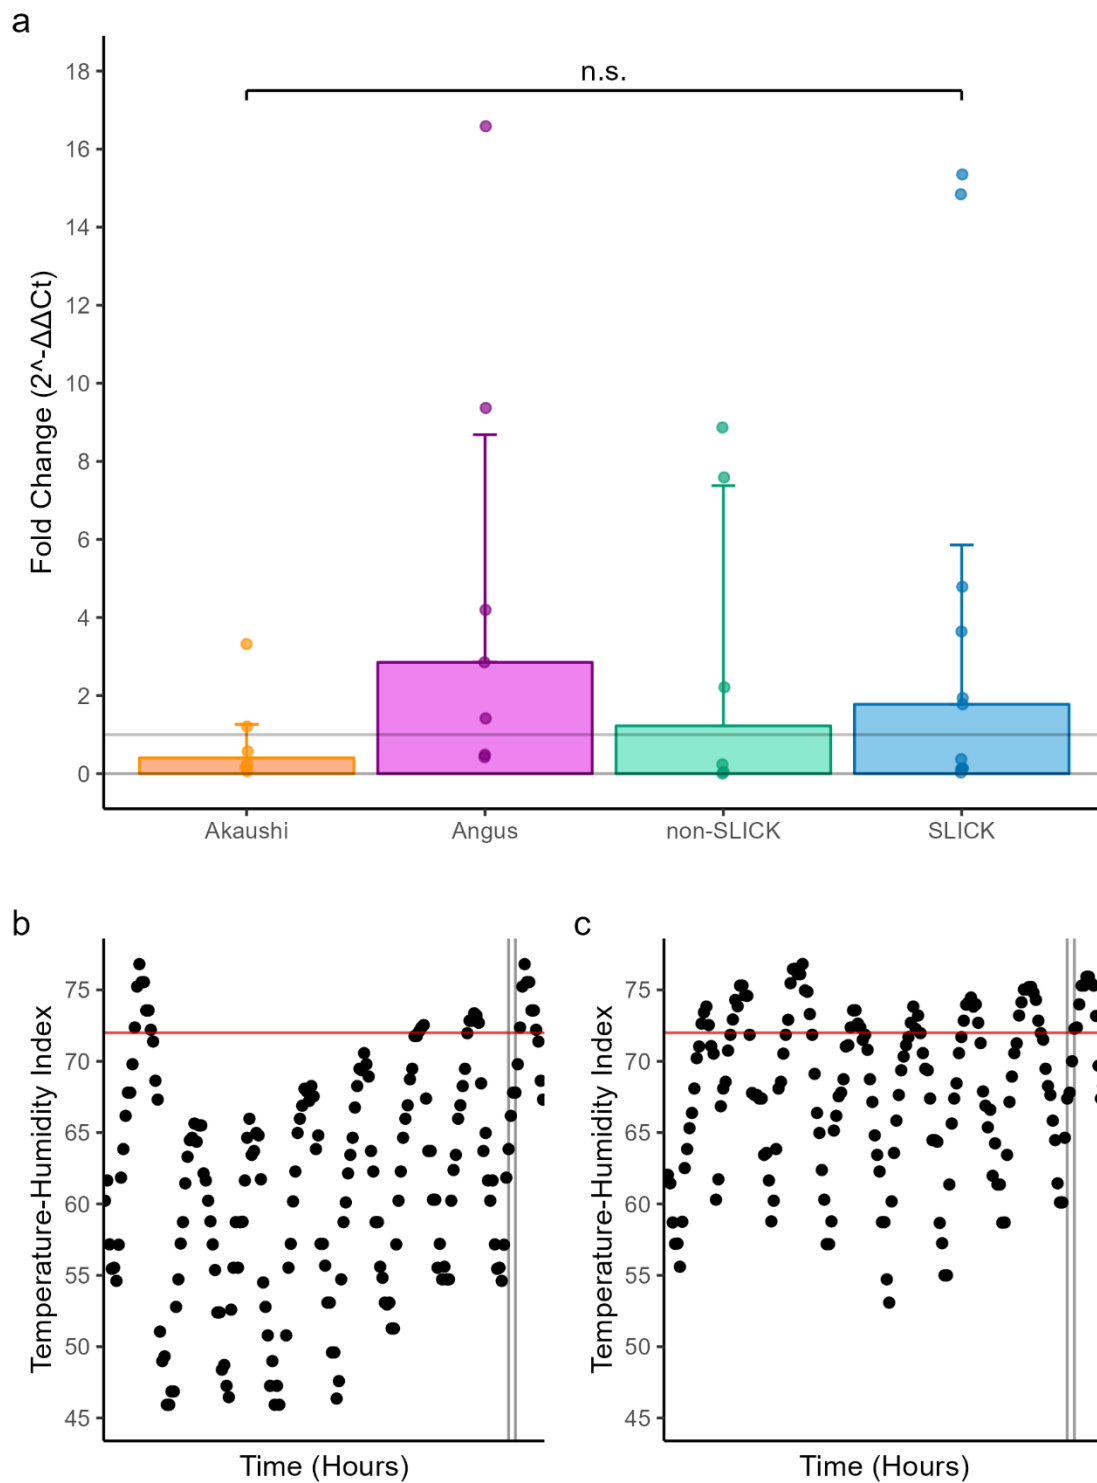 a
n.s.
Fold Change (2^-ΔΔCt)
18
16
14
12
10
8
6
4
2
0
Akaushi Angus non-SLICK SLICK
b
Temperature-Humidity Index
75
70
65
60
55
50
45
Time (Hours)
c
Temperature-Humidity Index
75
70
65
60
55
50
45
Time (Hours)